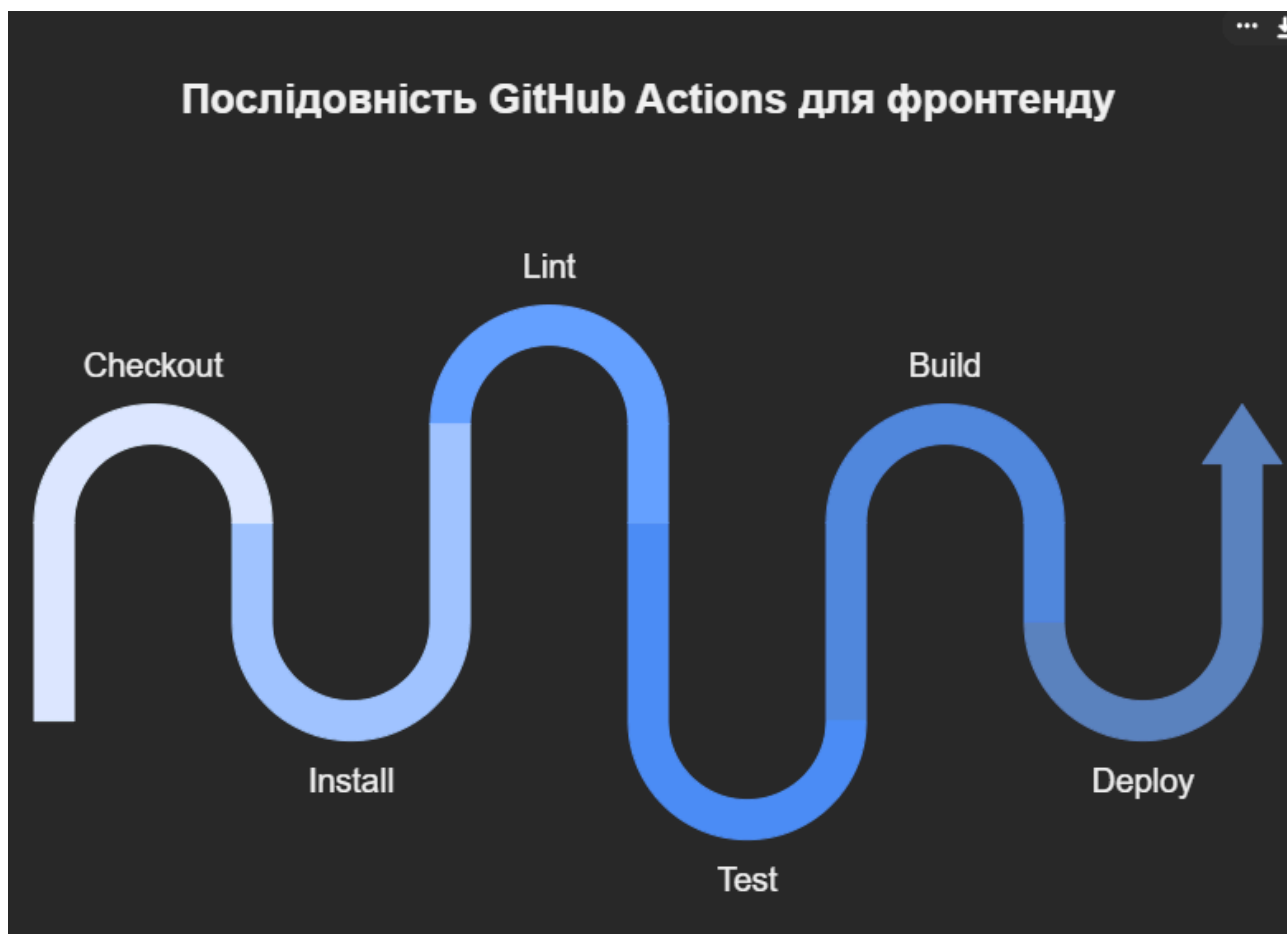 Послідовність GitHub Actions для фронтенду
Checkout
Install
Lint
Test
Build
Deploy